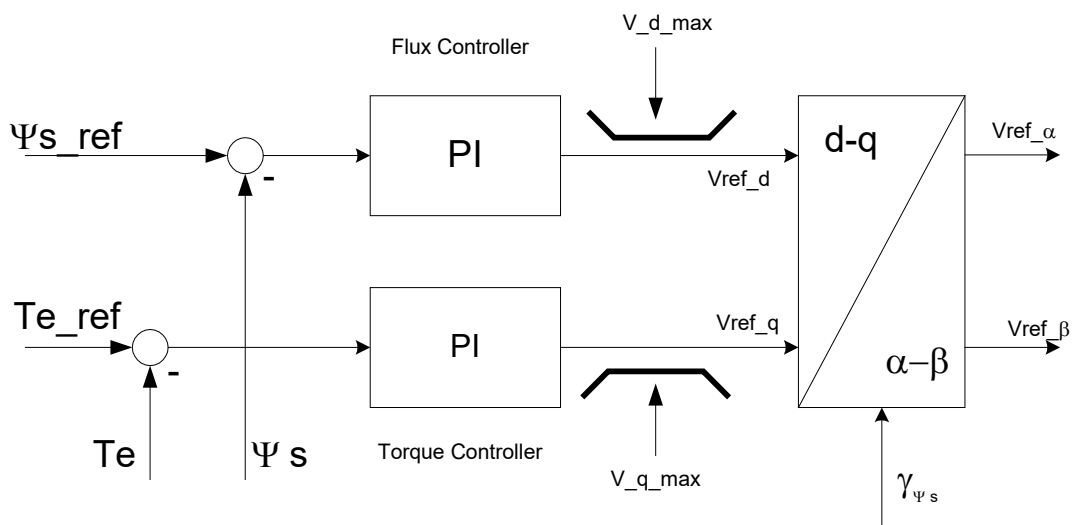 Flux Controller
V_d_max
Ψs_ref
-
PI
Vref_d
d-q
Vref_α
Te_ref
-
PI
Vref_q
α−β
Vref_β
Te
Ψ s
Torque Controller
V_q_max
γΨ s